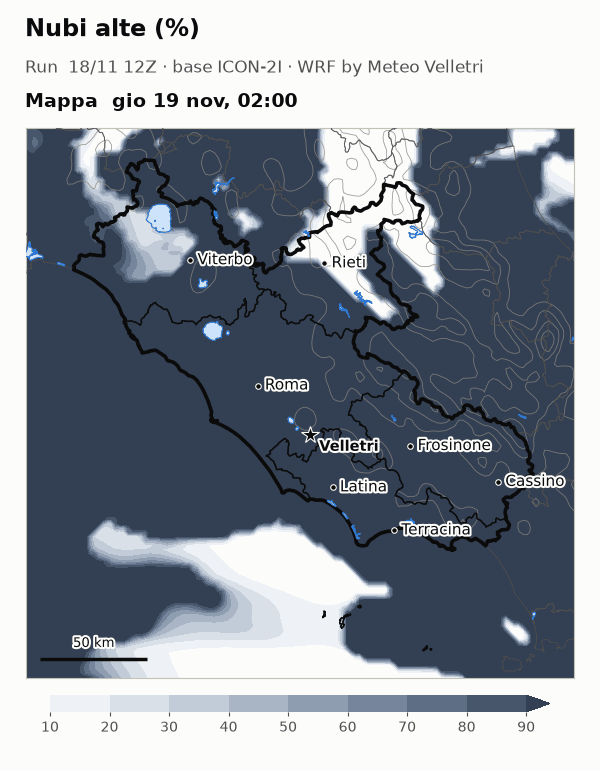 Nubi alte (%)
Run 18/11 12Z · base ICON-2I · WRF by Meteo Velletri
Mappa gio 19 nov, 02:00
Viterbo
Rieti
Roma
Velletri
Frosinone
Latina
Cassino
Terracina
50 km
10 20 30 40 50 60 70 80 90